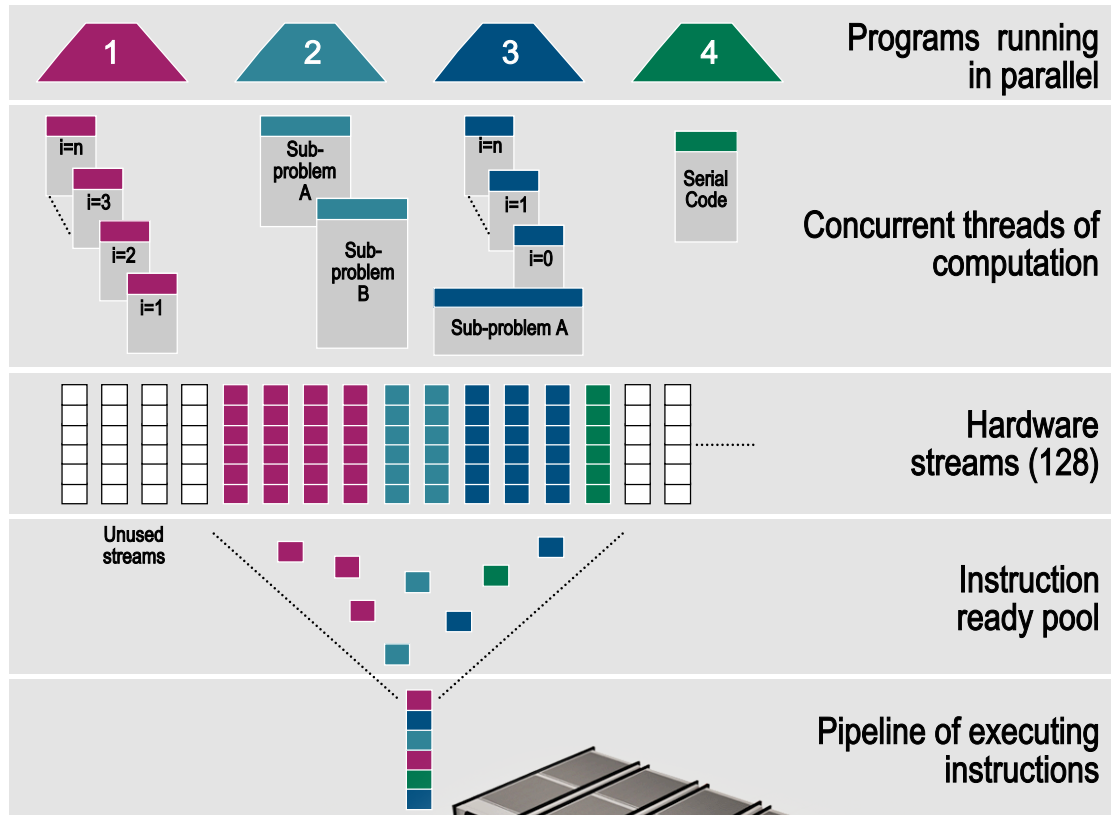 1
2
3
4
Programs running
in parallel
i=n
i=3
i=2
i=1
Sub-
problem
A
Sub-
problem
B
i=n
i=1
i=0
Sub-problem A
Serial
Code
Concurrent threads of
computation
Hardware
streams (128)
Unused
streams
Instruction
ready pool
Pipeline of executing
instructions